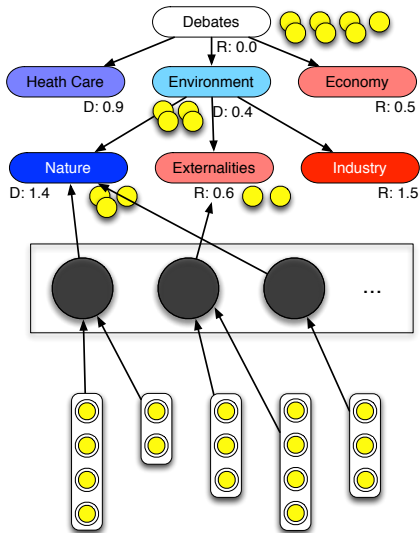 Debates
R: 0.0
Heath Care
Environment
Economy
D: 0.9
D: 0.4
R: 0.5
Nature
Externalities
Industry
D: 1.4
R: 0.6
R: 1.5
...